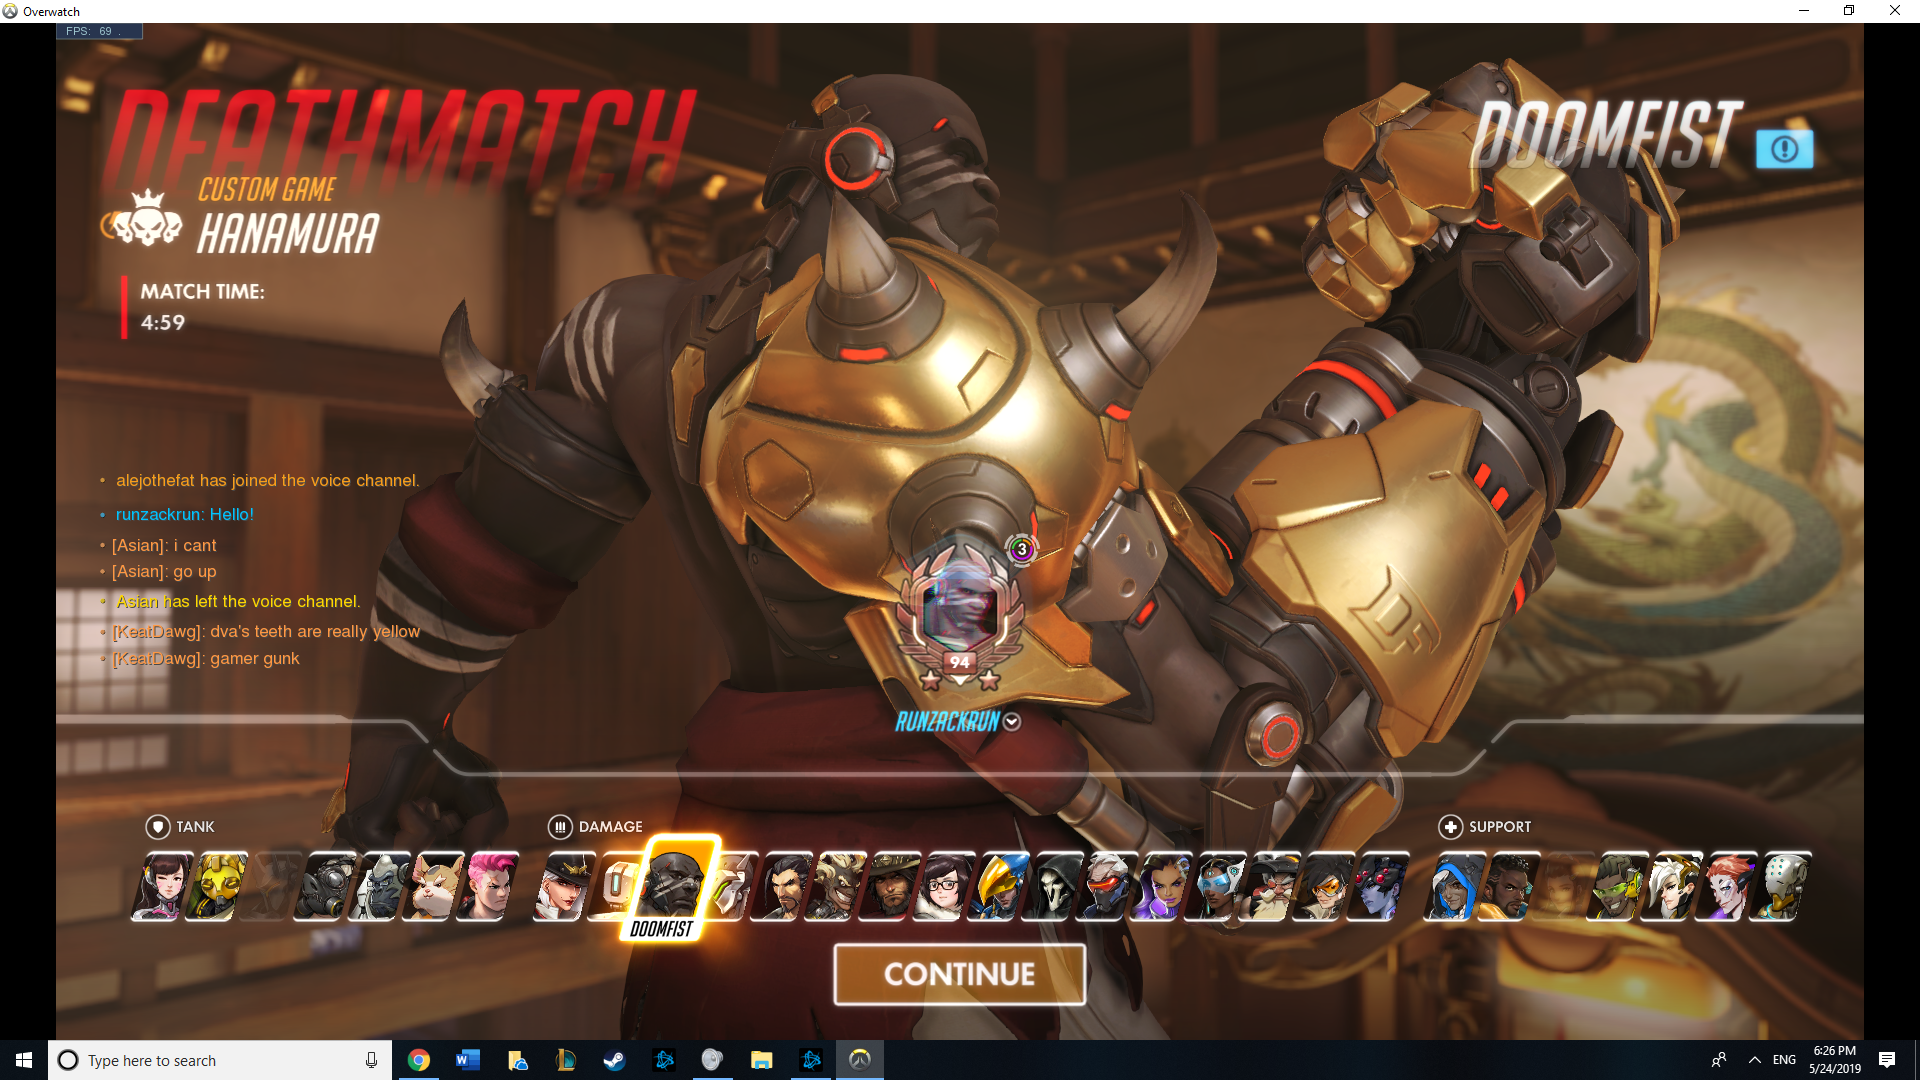 Overwatch
FPS: 69 .
DEATHMATCH
CUSTOM GAME
HANAMURA
MATCH TIME:
4:59
DOOMFIST
• alejothefat has joined the voice channel.
• runzackrun: Hello!
• [Asian]: i cant
• [Asian]: go up
• Asian has left the voice channel.
• [KeatDawg]: dva's teeth are really yellow
• [KeatDawg]: gamer gunk
3
94
RUNZACKRUN
TANK
DAMAGE
SUPPORT
DOOMFIST
CONTINUE
Type here to search
ENG
6:26 PM
5/24/2019